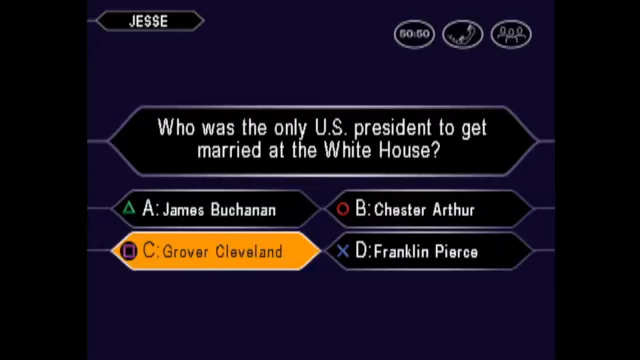 JESSE
50:50
Who was the only U.S. president to get
married at the White House?
A: James Buchanan
B: Chester Arthur
C: Grover Cleveland
D: Franklin Pierce